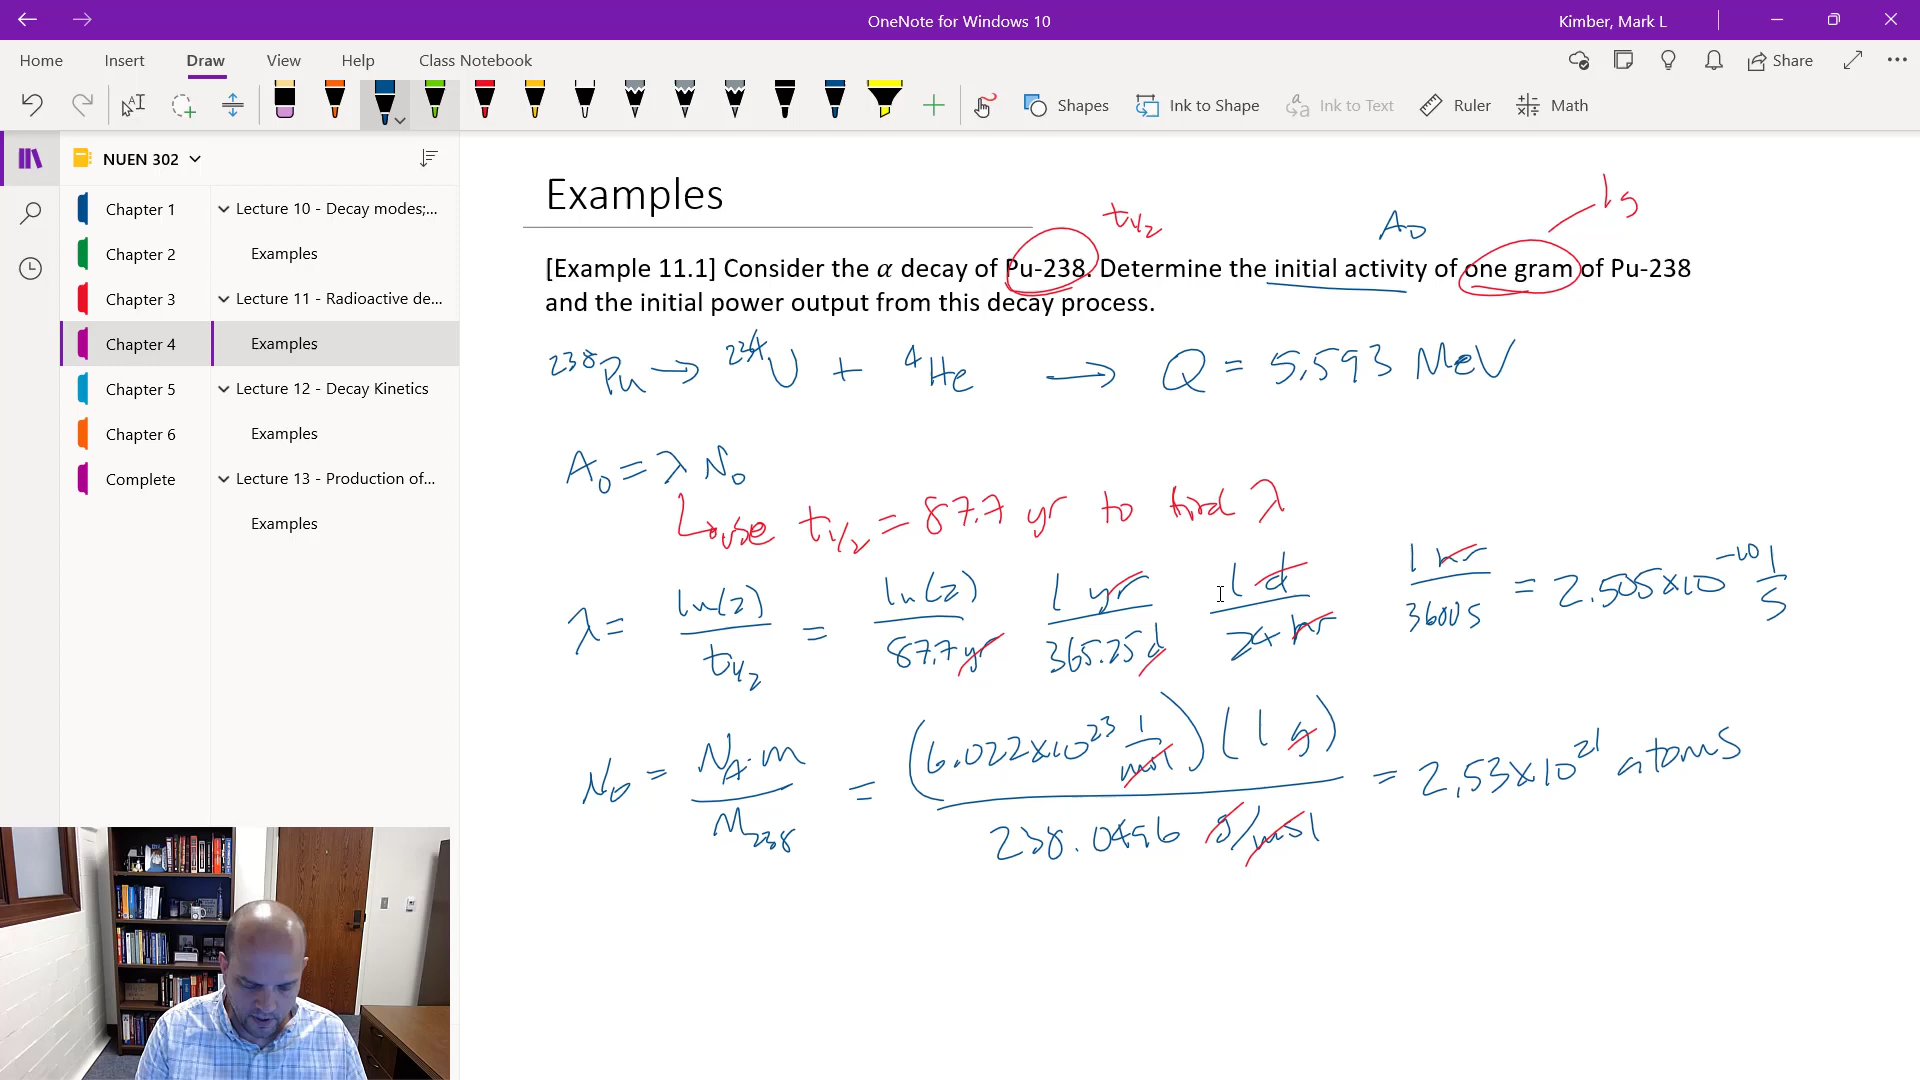 OneNote for Windows 10
Kimber, Mark L
Home Insert Draw View Help Class Notebook
Share
Shapes Ink to Shape Ink to Text Ruler Math
NUEN 302
Chapter 1
Chapter 2
Chapter 3
Chapter 4
Chapter 5
Chapter 6
Complete
Lecture 10 - Decay modes;...
Examples
Lecture 11 - Radioactive de...
Examples
Lecture 12 - Decay Kinetics
Examples
Lecture 13 - Production of...
Examples
Examples
t1/2 A0 1g
[Example 11.1] Consider the α decay of Pu-238. Determine the initial activity of one gram of Pu-238
and the initial power output from this decay process.
²³⁸Pu → ²³⁴U + ⁴He → Q = 5.593 MeV
A0 = λ N0
↳ use t1/2 = 87.7 yr to find λ
λ = ln(2)/t1/2 = ln(2)/87.7 yr 1 yr/365.25 d 1 d/24 hr 1 hr/3600 s = 2.505×10⁻¹⁰ 1/s
N0 = NA·m/M238 = (6.022×10²³ 1/mol)(1 g)/238.0496 g/mol = 2.53×10²¹ atoms